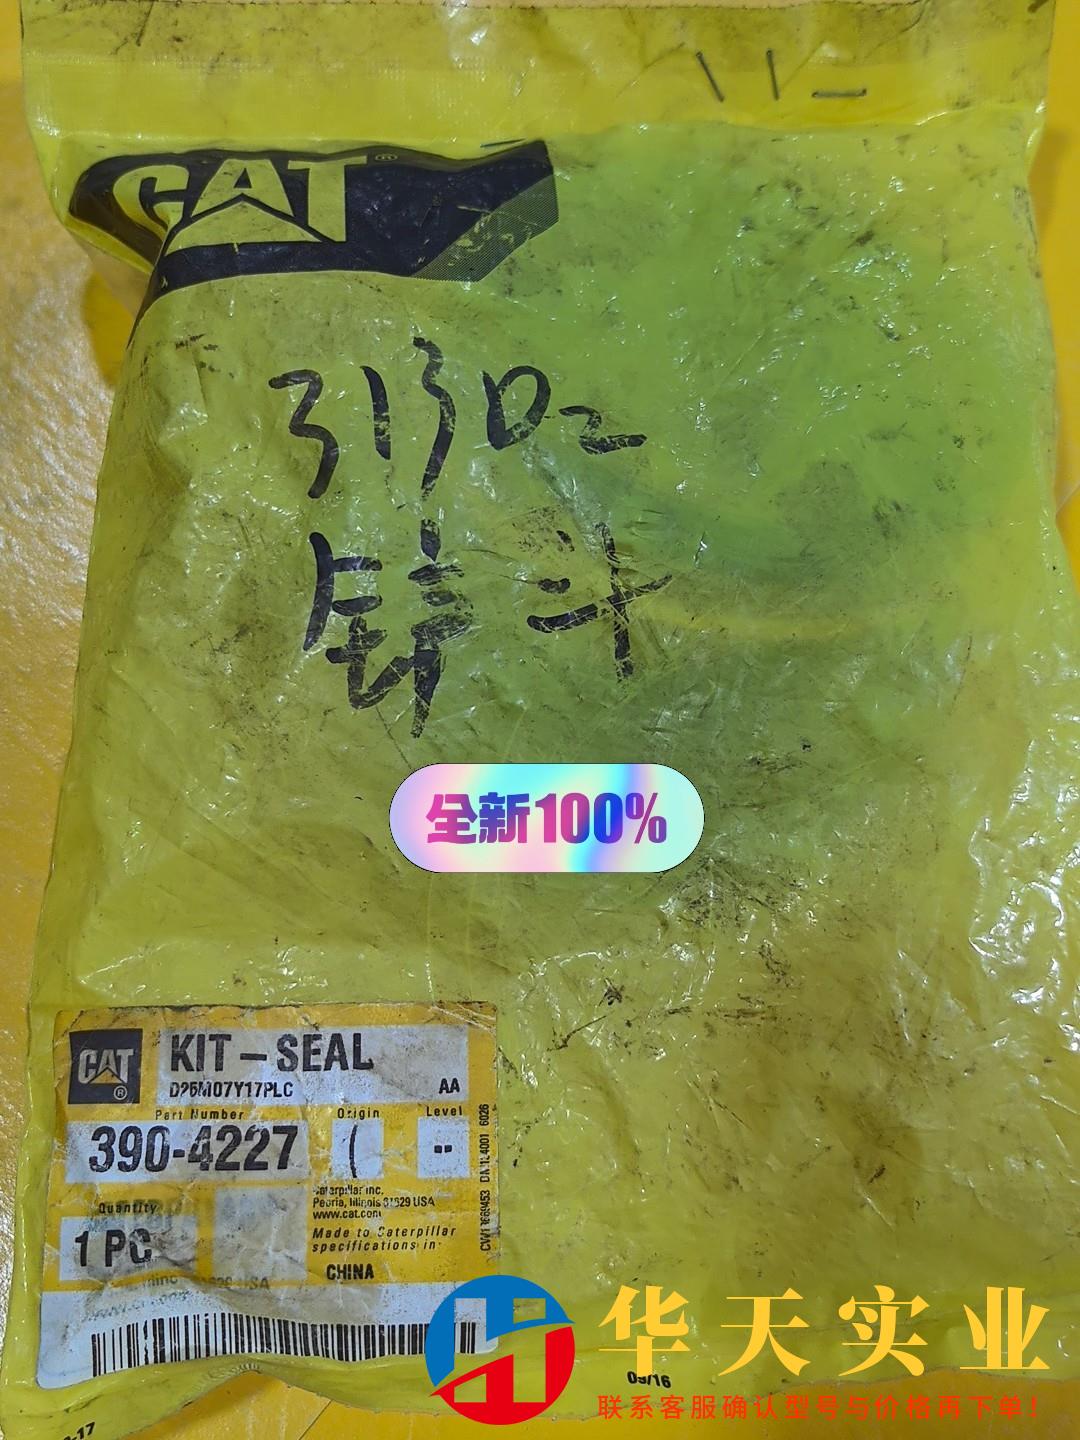 CAT®
313D2
铲斗
全新100%
CAT®
KIT-SEAL
D26M07Y17PLC
AA
Part Number
Origin
Level
390-4227
(
--
Quantity
1 PC
Caterpillar Inc.
Peoria, Illinois 61629 USA
www.cat.com
Made to Caterpillar
specifications in
CHINA
华天实业
联系客服确认型号与价格再下单!
09/16
-17